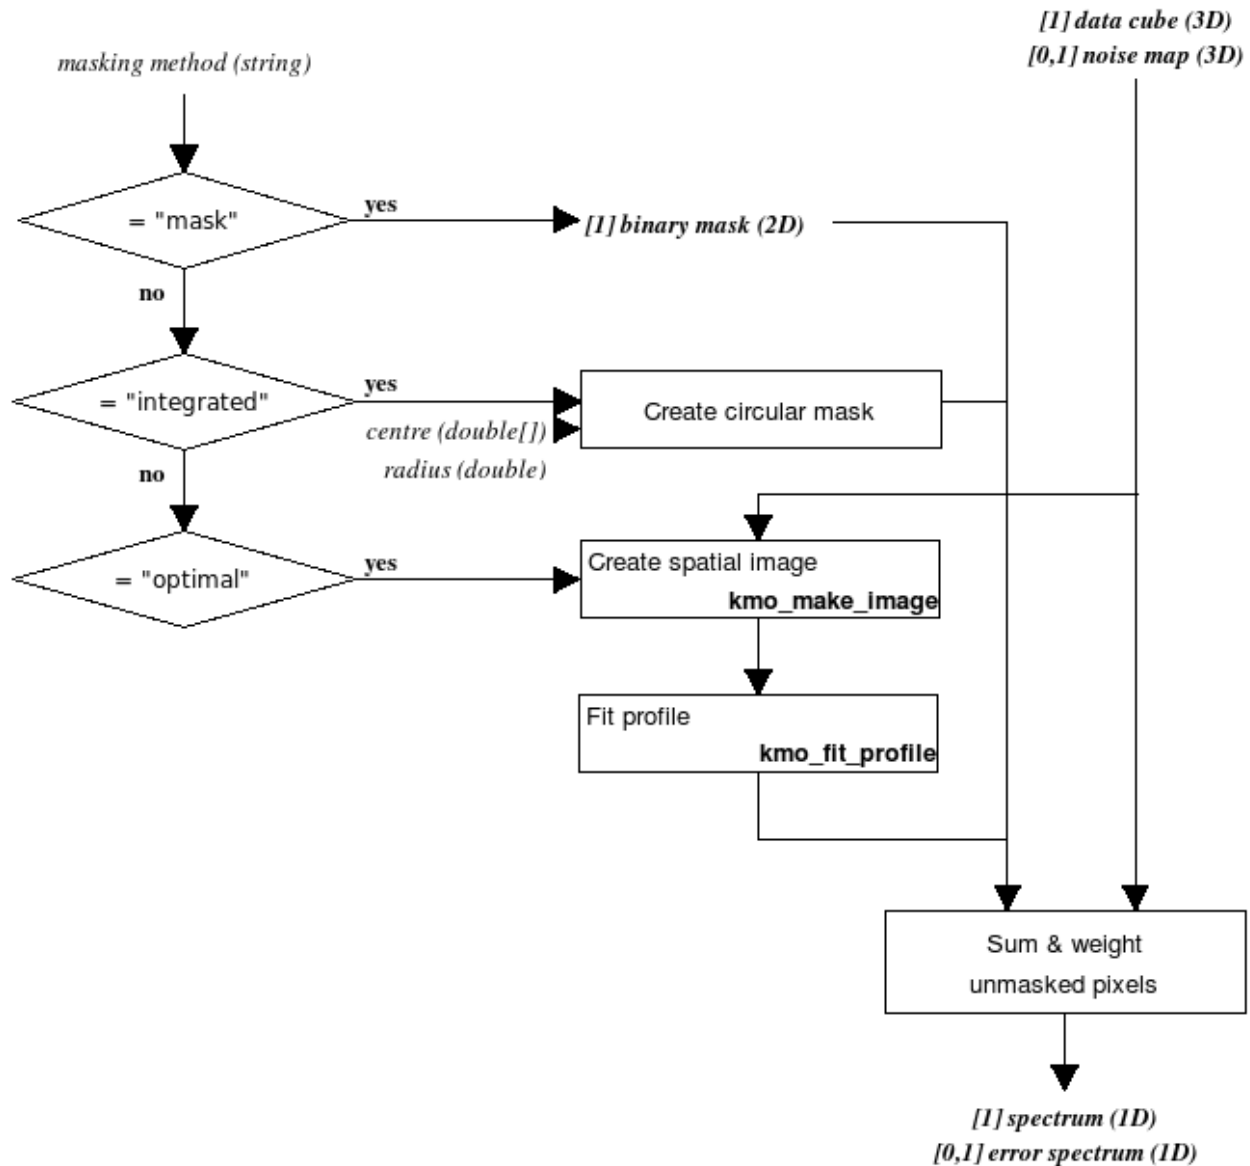 [1] data cube (3D)
[0,1] noise map (3D)
masking method (string)
= "mask"
yes
[1] binary mask (2D)
no
= "integrated"
yes
centre (double[])
radius (double)
Create circular mask
no
= "optimal"
yes
Create spatial image
kmo_make_image
Fit profile
kmo_fit_profile
Sum & weight
unmasked pixels
[1] spectrum (1D)
[0,1] error spectrum (1D)